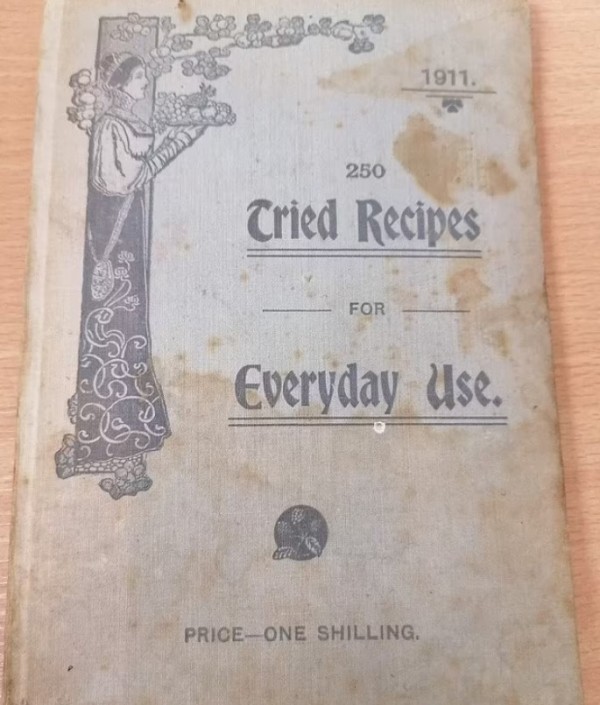 1911.
250
Tried Recipes
FOR
Everyday Use.
PRICE—ONE SHILLING.